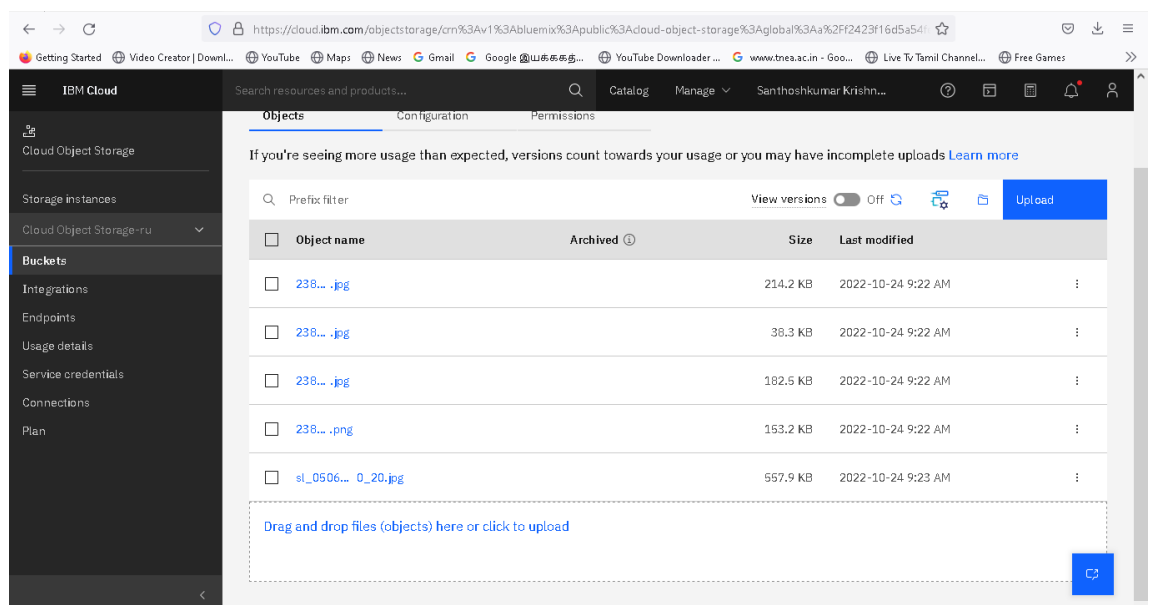 https://cloud.ibm.com/objectstorage/crn%3Av1%3Abluemix%3Apublic%3Acloud-object-storage%3Aglobal%3Aa%2Ff2423f16d5a54f
Getting Started Video Creator | Downl... YouTube Maps News Gmail Google இயக்ககத்... YouTube Downloader ... www.tnea.ac.in - Goo... Live Tv Tamil Channel... Free Games
IBM Cloud Search resources and products... Catalog Manage Santhoshkumar Krishn...
Objects Configuration Permissions
Cloud Object Storage
If you're seeing more usage than expected, versions count towards your usage or you may have incomplete uploads Learn more
Storage instances
Cloud Object Storage-ru
Buckets
Integrations
Endpoints
Usage details
Service credentials
Connections
Plan
Prefix filter View versions Off Upload
Object name Archived Size Last modified
238... .jpg 214.2 KB 2022-10-24 9:22 AM
238... .jpg 38.3 KB 2022-10-24 9:22 AM
238... .jpg 182.5 KB 2022-10-24 9:22 AM
238... .png 153.2 KB 2022-10-24 9:22 AM
sl_0506... 0_20.jpg 557.9 KB 2022-10-24 9:23 AM
Drag and drop files (objects) here or click to upload